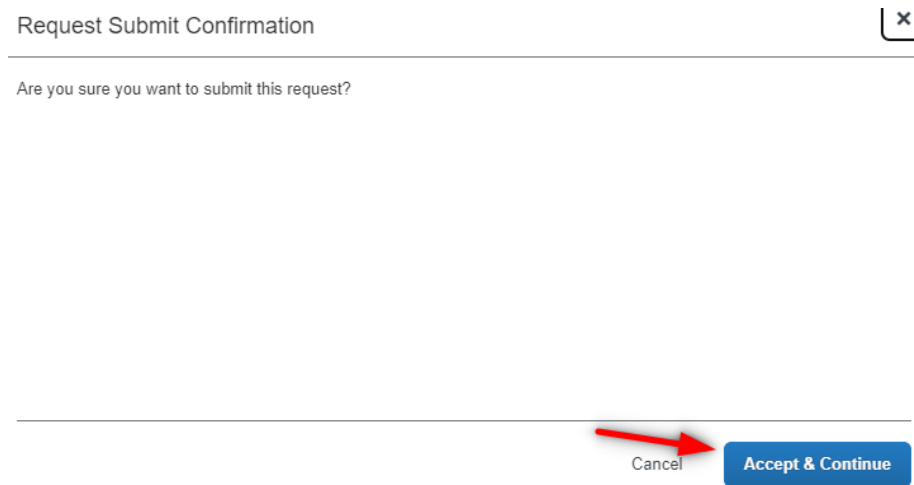 Request Submit Confirmation
×
Are you sure you want to submit this request?
Cancel
Accept & Continue